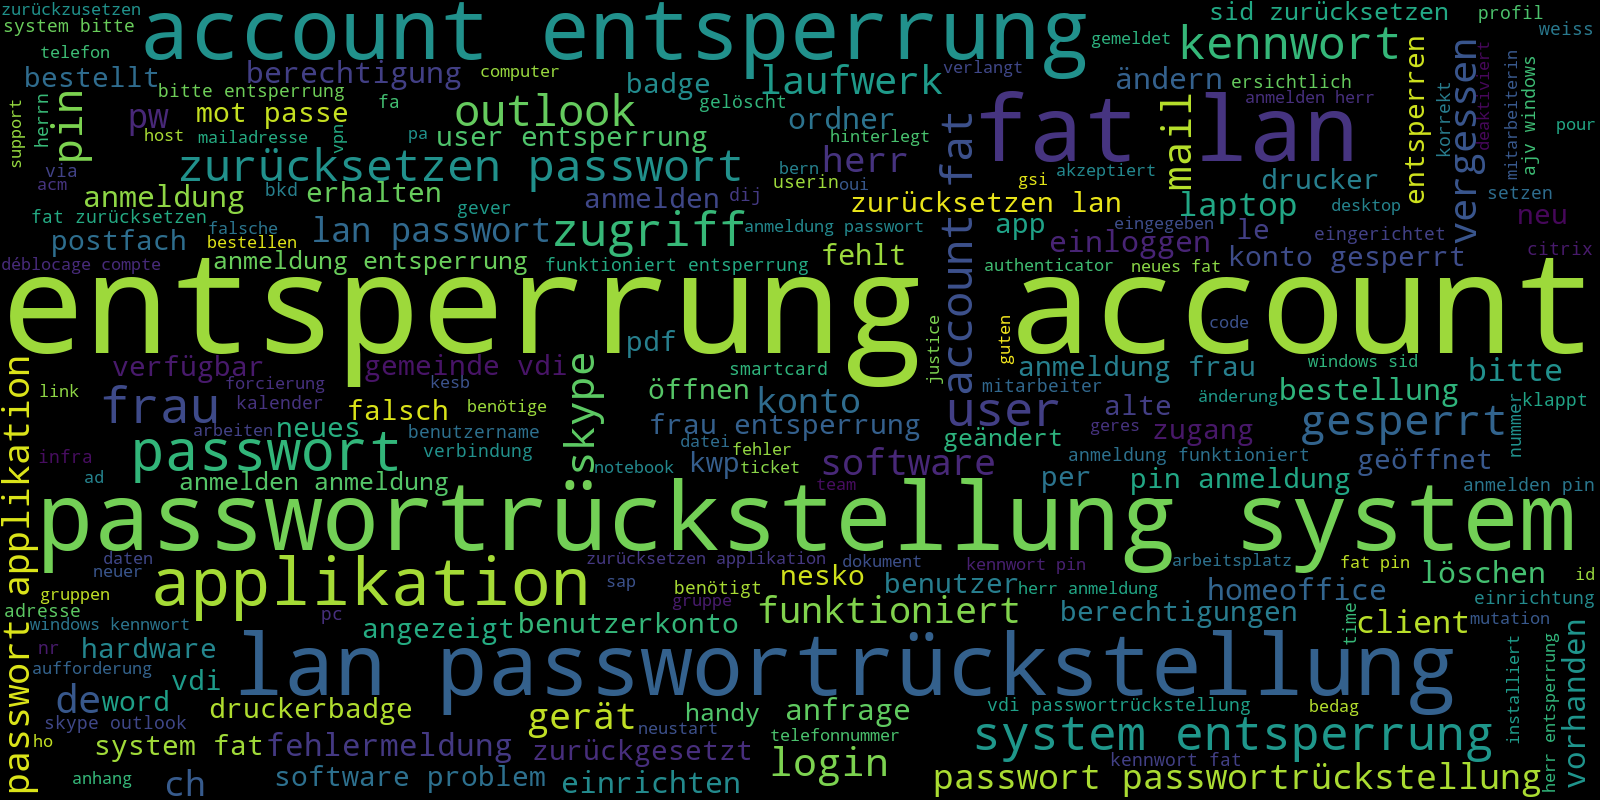 zurückzusetzen
system bitte
account entsperrung
gemeldet
sid zurücksetzen
profil
weiss
telefon
kennwort
bestellt
berechtigung
computer
badge
laufwerk
verlangt
ändern
ersichtlich
entsperren
vergessen
deaktiviert
mitarbeiterin
ajv windows
support
herrn
pin
bitte entsperrung
pw
mot passe
fa
outlook
gelöscht
ordner
fat lan
mail
anmelden herr
korrekt
pour
host
mailadresse
vpn
pa
user entsperrung
hinterlegt
account fat
via
acm
zurücksetzen passwort
bern
herr
akzeptiert
drucker
anmeldung
bkd
erhalten
anmelden
dij
userin
oui
gsi
setzen
fat zurücksetzen
gever
zurücksetzen lan
laptop
desktop
neu
falsche
lan passwort
zugriff
anmeldung passwort
app
eingegeben
le
postfach
bestellen
fehlt
einloggen
eingerichtet
citrix
déblocage compte
anmeldung entsperrung
funktioniert entsperrung
authenticator
neues fat
konto gesperrt
entsperrung account
justice
guten
code
passwort applikation
pdf
verfügbar
gemeinde vdi
skype
smartcard
anmeldung frau
windows sid
bitte
link
forcierung
kesb
öffnen
mitarbeiter
änderung
bestellung
klappt
frau
kalender
falsch
benötige
konto
user
alte
gesperrt
nummer
arbeiten
neues
benutzername
frau entsperrung
geändert
geres
zugang
infra
passwort
verbindung
datei
fehler
anmeldung funktioniert
geöffnet
ad
anmelden anmeldung
notebook
kwp
ticket
software
team
per
pin anmeldung
anmelden pin
passwortrückstellung system
daten
zurücksetzen applikation
dokument
kennwort pin
arbeitsplatz
fat pin
neuer
applikation
sap
nesko
benutzer
herr anmeldung
homeoffice
löschen
id
gruppen
benötigt
gruppe
einrichtung
adresse
pc
funktioniert
berechtigungen
time
client
mutation
windows kennwort
angezeigt
benutzerkonto
nr
hardware
lan passwortrückstellung
installiert
herr entsperrung
vorhanden
aufforderung
vdi
de
word
druckerbadge
gerät
handy
anfrage
vdi passwortrückstellung
bedag
skype outlook
neustart
telefonnummer
ho
system fat
fehlermeldung
zurückgesetzt
login
system entsperrung
kennwort fat
anhang
ch
software problem
einrichten
passwort passwortrückstellung